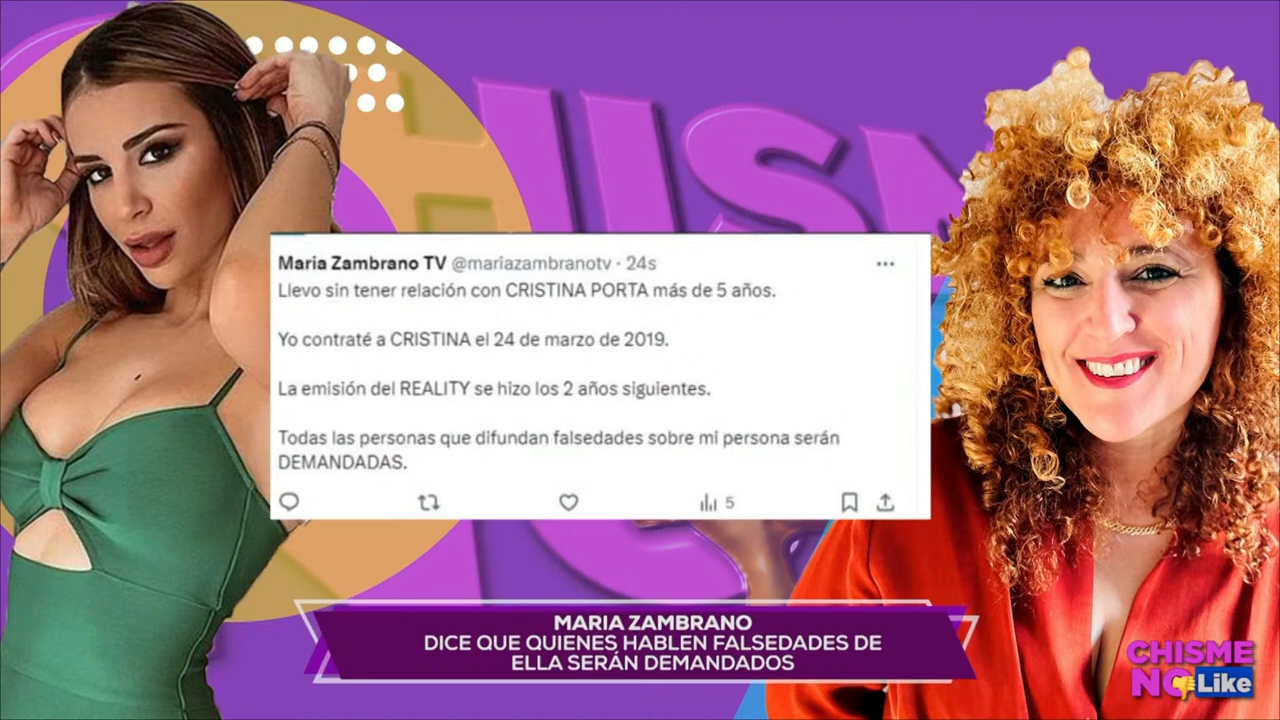 HISM
Maria Zambrano TV @mariazambranotv · 24s
Llevo sin tener relación con CRISTINA PORTA más de 5 años.
Yo contraté a CRISTINA el 24 de marzo de 2019.
La emisión del REALITY se hizo los 2 años siguientes.
Todas las personas que difundan falsedades sobre mi persona serán
DEMANDADAS.
5
MARIA ZAMBRANO
DICE QUE QUIENES HABLEN FALSEDADES DE
ELLA SERÁN DEMANDADOS
CHISME
NO Like